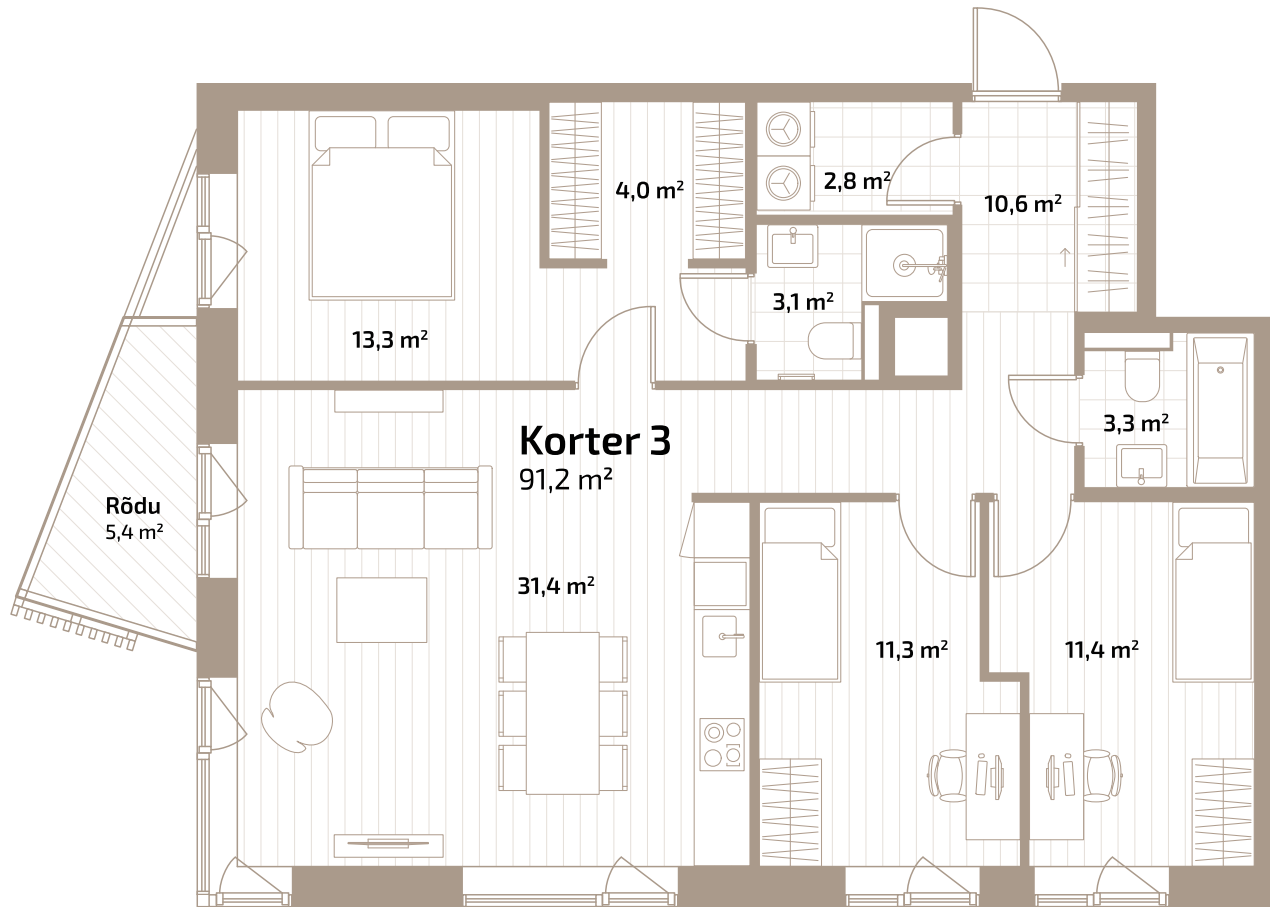 4,0 m²
2,8 m²
10,6 m²
3,1 m²
13,3 m²
3,3 m²
Korter 3
91,2 m²
Rõdu
5,4 m²
31,4 m²
11,3 m²
11,4 m²